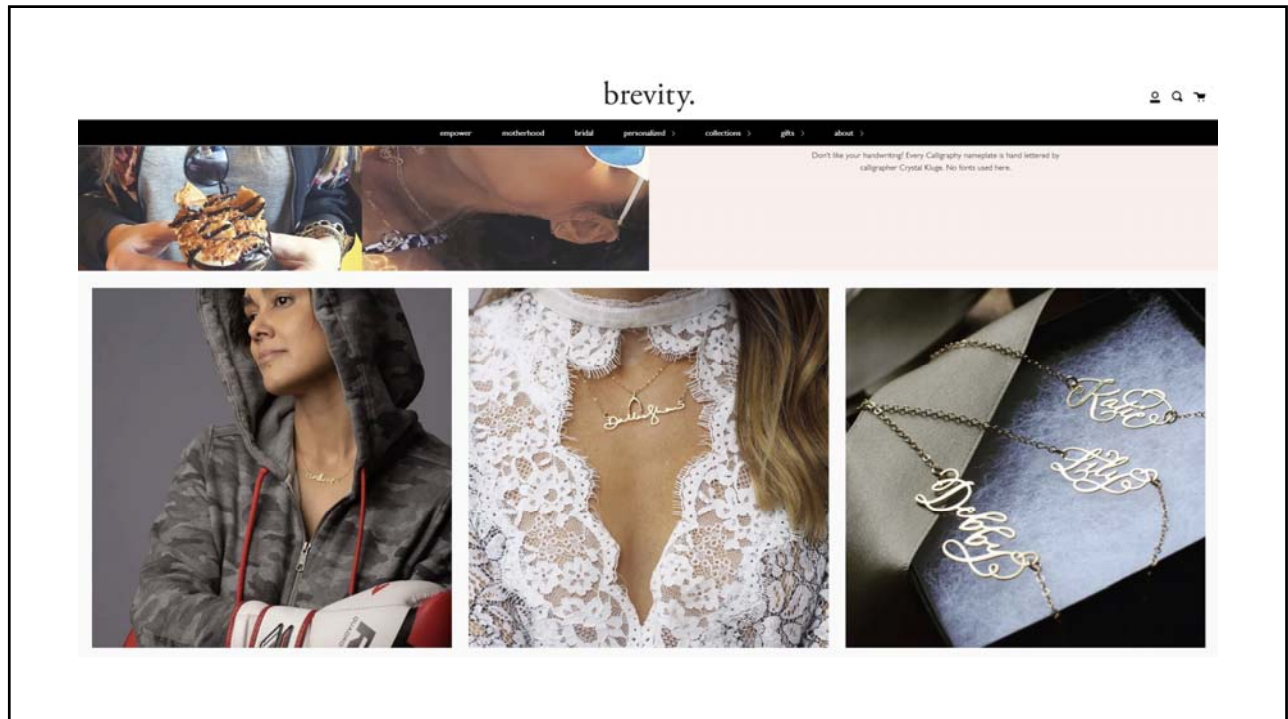 brevity.
empower motherhood bridal personalized > collections > gifts > about >
Don't like your handwriting? Every Calligraphy nameplate is hand lettered by
calligrapher Crystal Kluge. No fonts used here.
Katie
Lily
Debby